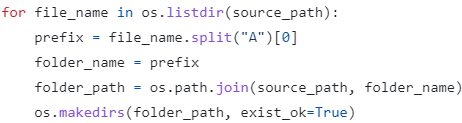 for file_name in os.listdir(source_path):
    prefix = file_name.split("A")[0]
    folder_name = prefix
    folder_path = os.path.join(source_path, folder_name)
    os.makedirs(folder_path, exist_ok=True)